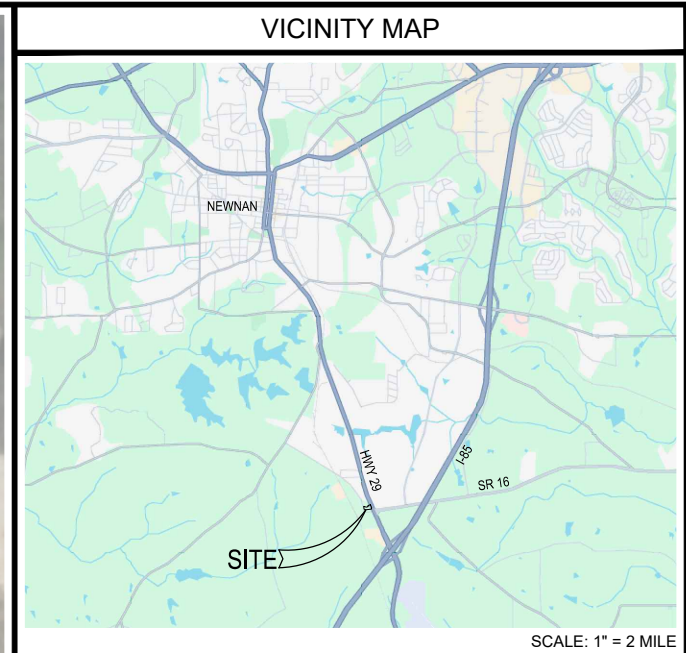 VICINITY MAP
NEWNAN
HWY 29
I-85
SR 16
SITE
SCALE: 1" = 2 MILE